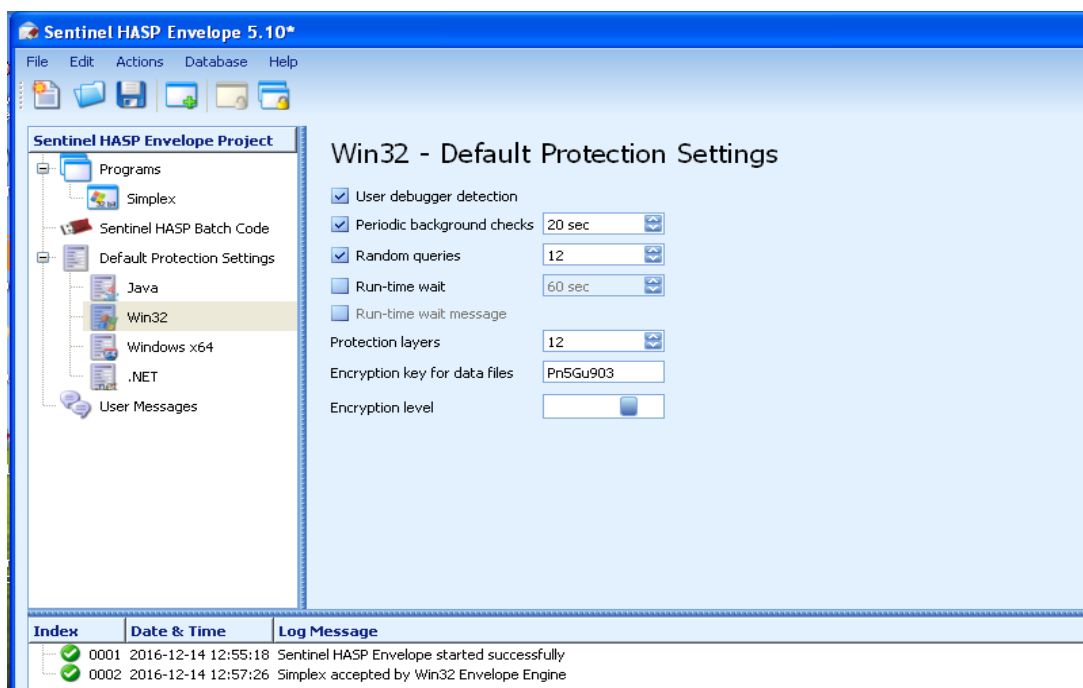 Sentinel HASP Envelope 5.10*
File Edit Actions Database Help
Sentinel HASP Envelope Project
Programs
Simplex
Sentinel HASP Batch Code
Default Protection Settings
Java
Win32
Windows x64
.NET
User Messages
Win32 - Default Protection Settings
User debugger detection
Periodic background checks 20 sec
Random queries 12
Run-time wait 60 sec
Run-time wait message
Protection layers 12
Encryption key for data files Pn5Gu903
Encryption level
Index Date & Time Log Message
0001 2016-12-14 12:55:18 Sentinel HASP Envelope started successfully
0002 2016-12-14 12:57:26 Simplex accepted by Win32 Envelope Engine